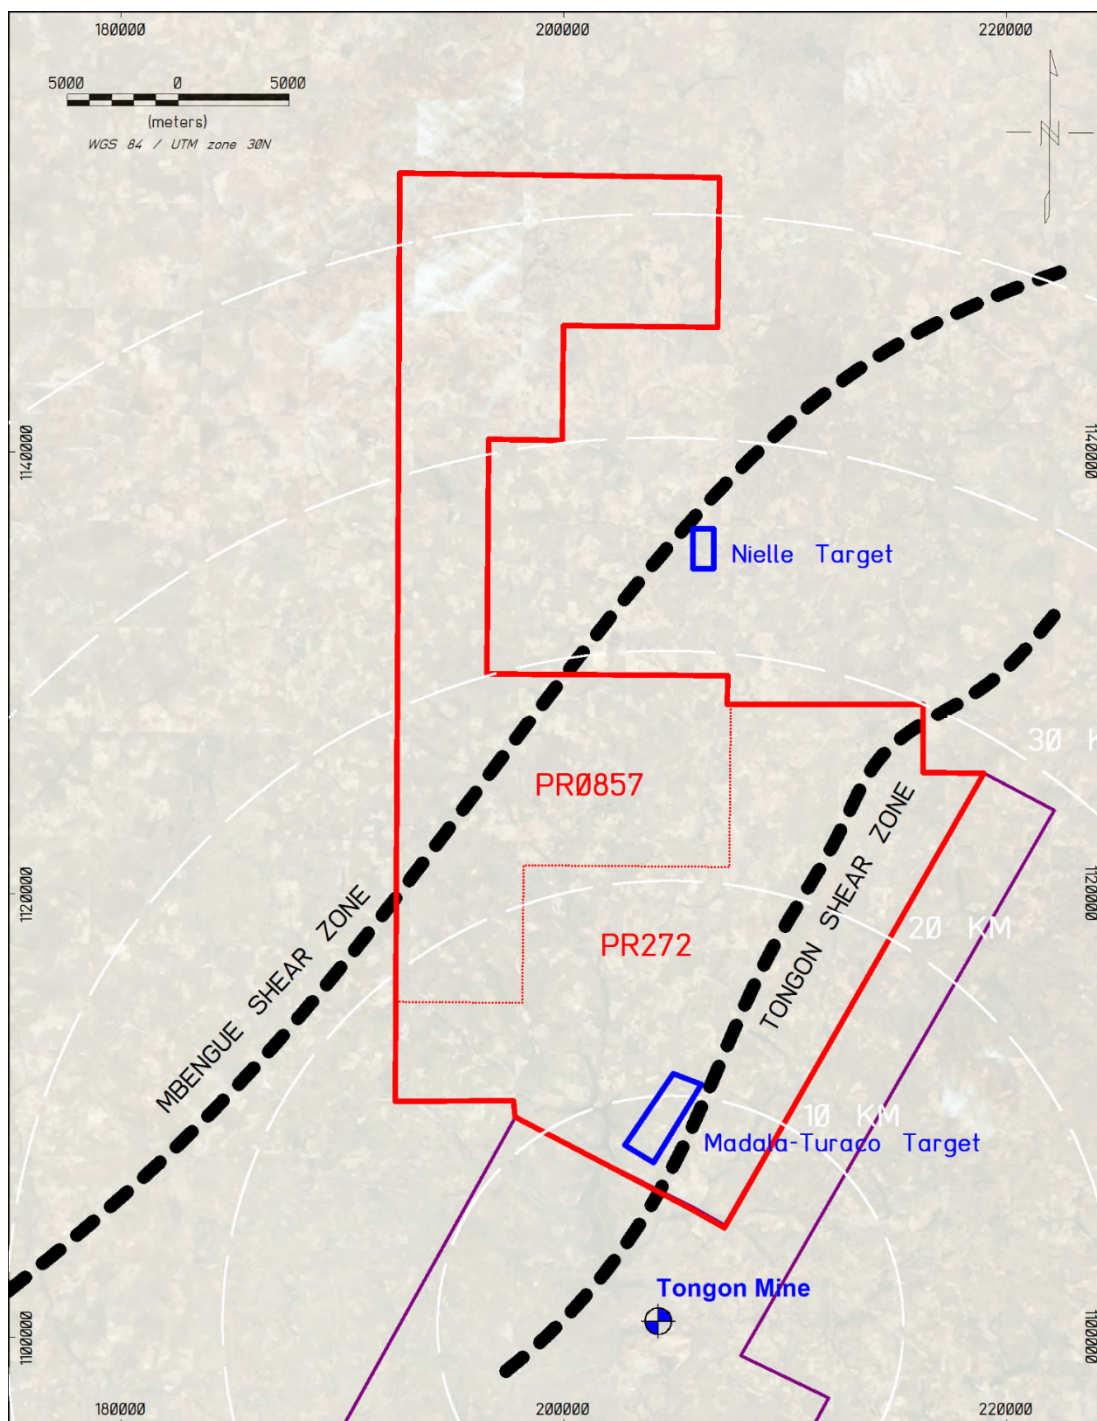 180000
200000
220000
5000 0 5000
(meters)
WGS 84 / UTM zone 30N
N
1140000
1140000
Nielle Target
30 K
PR0857
TONGON SHEAR ZONE
1120000
1120000
MBENGUE SHEAR ZONE
PR272
20 KM
10 KM
Madala-Turaco Target
Tongon Mine
1100000
1100000
180000
200000
220000